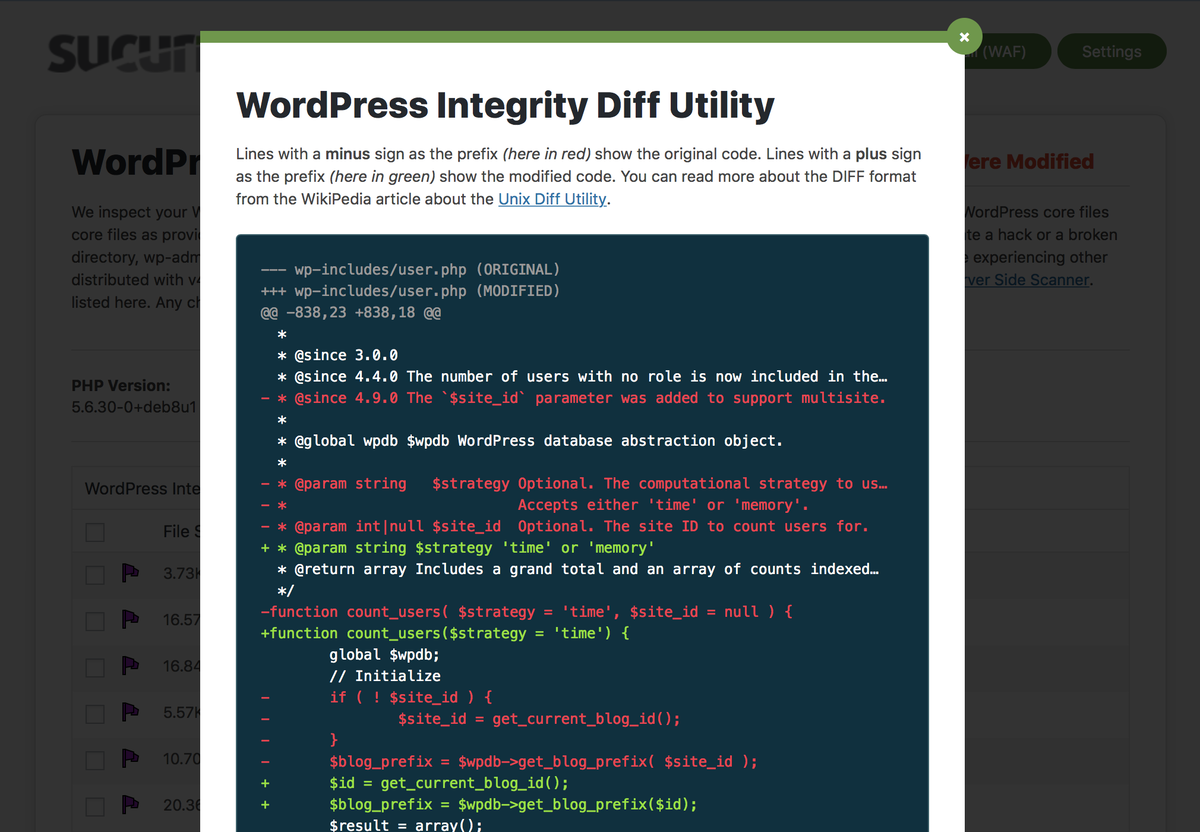 SUCURI
(WAF)
Settings
WordPress Integrity Diff Utility
Lines with a minus sign as the prefix (here in red) show the original code. Lines with a plus sign
as the prefix (here in green) show the modified code. You can read more about the DIFF format
from the WikiPedia article about the Unix Diff Utility.
--- wp-includes/user.php (ORIGINAL)
+++ wp-includes/user.php (MODIFIED)
@@ -838,23 +838,18 @@
*
* @since 3.0.0
* @since 4.4.0 The number of users with no role is now included in the…
- * @since 4.9.0 The `$site_id` parameter was added to support multisite.
*
* @global wpdb $wpdb WordPress database abstraction object.
*
- * @param string   $strategy Optional. The computational strategy to us…
- *                           Accepts either 'time' or 'memory'.
- * @param int|null $site_id  Optional. The site ID to count users for.
+ * @param string $strategy 'time' or 'memory'
* @return array Includes a grand total and an array of counts indexed…
*/
-function count_users( $strategy = 'time', $site_id = null ) {
+function count_users($strategy = 'time') {
global $wpdb;
// Initialize
-       if ( ! $site_id ) {
-               $site_id = get_current_blog_id();
-       }
-       $blog_prefix = $wpdb->get_blog_prefix( $site_id );
+       $id = get_current_blog_id();
+       $blog_prefix = $wpdb->get_blog_prefix($id);
$result = array();
WordPr
We inspect your W
core files as provi
directory, wp-adm
distributed with v4
listed here. Any ch
ere Modified
WordPress core files
te a hack or a broken
experiencing other
ver Side Scanner.
PHP Version:
5.6.30-0+deb8u1
WordPress Inte
File S
3.73K
16.57
16.84
5.57K
10.70
20.36